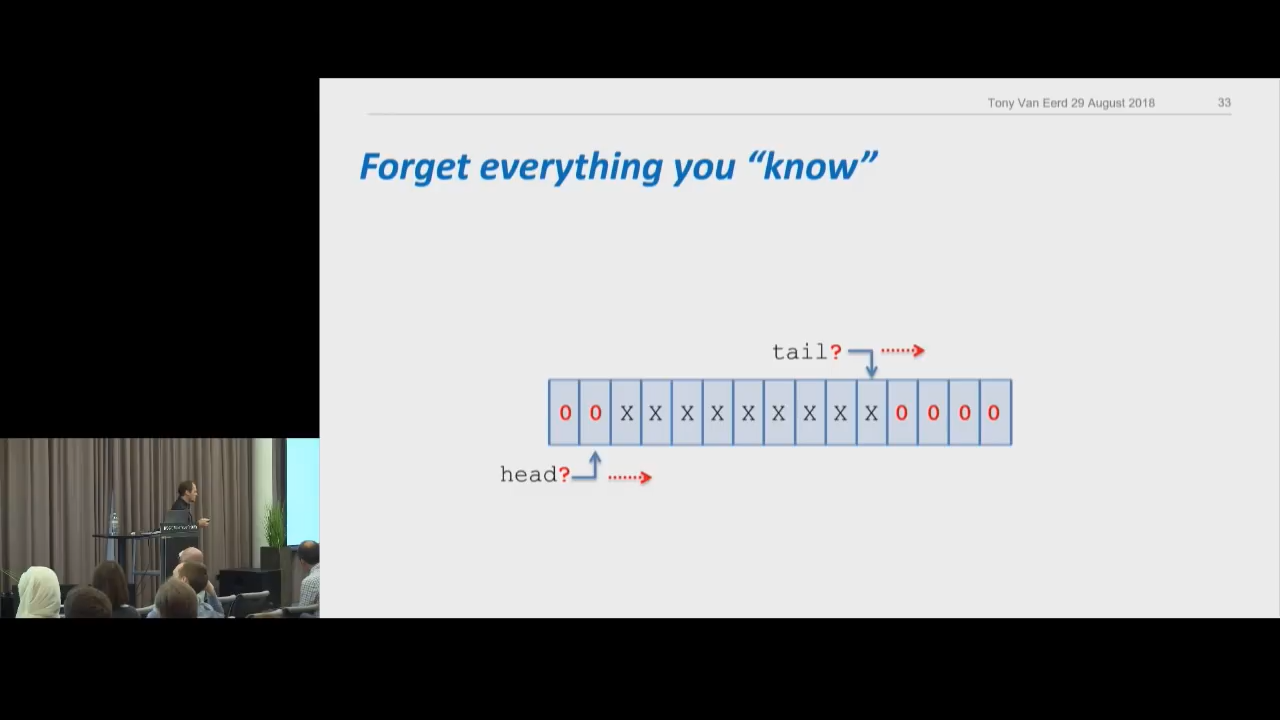 Tony Van Eerd 29 August 2018 33
Forget everything you “know”
tail?
0 0 X X X X X X X X X 0 0 0 0
head?